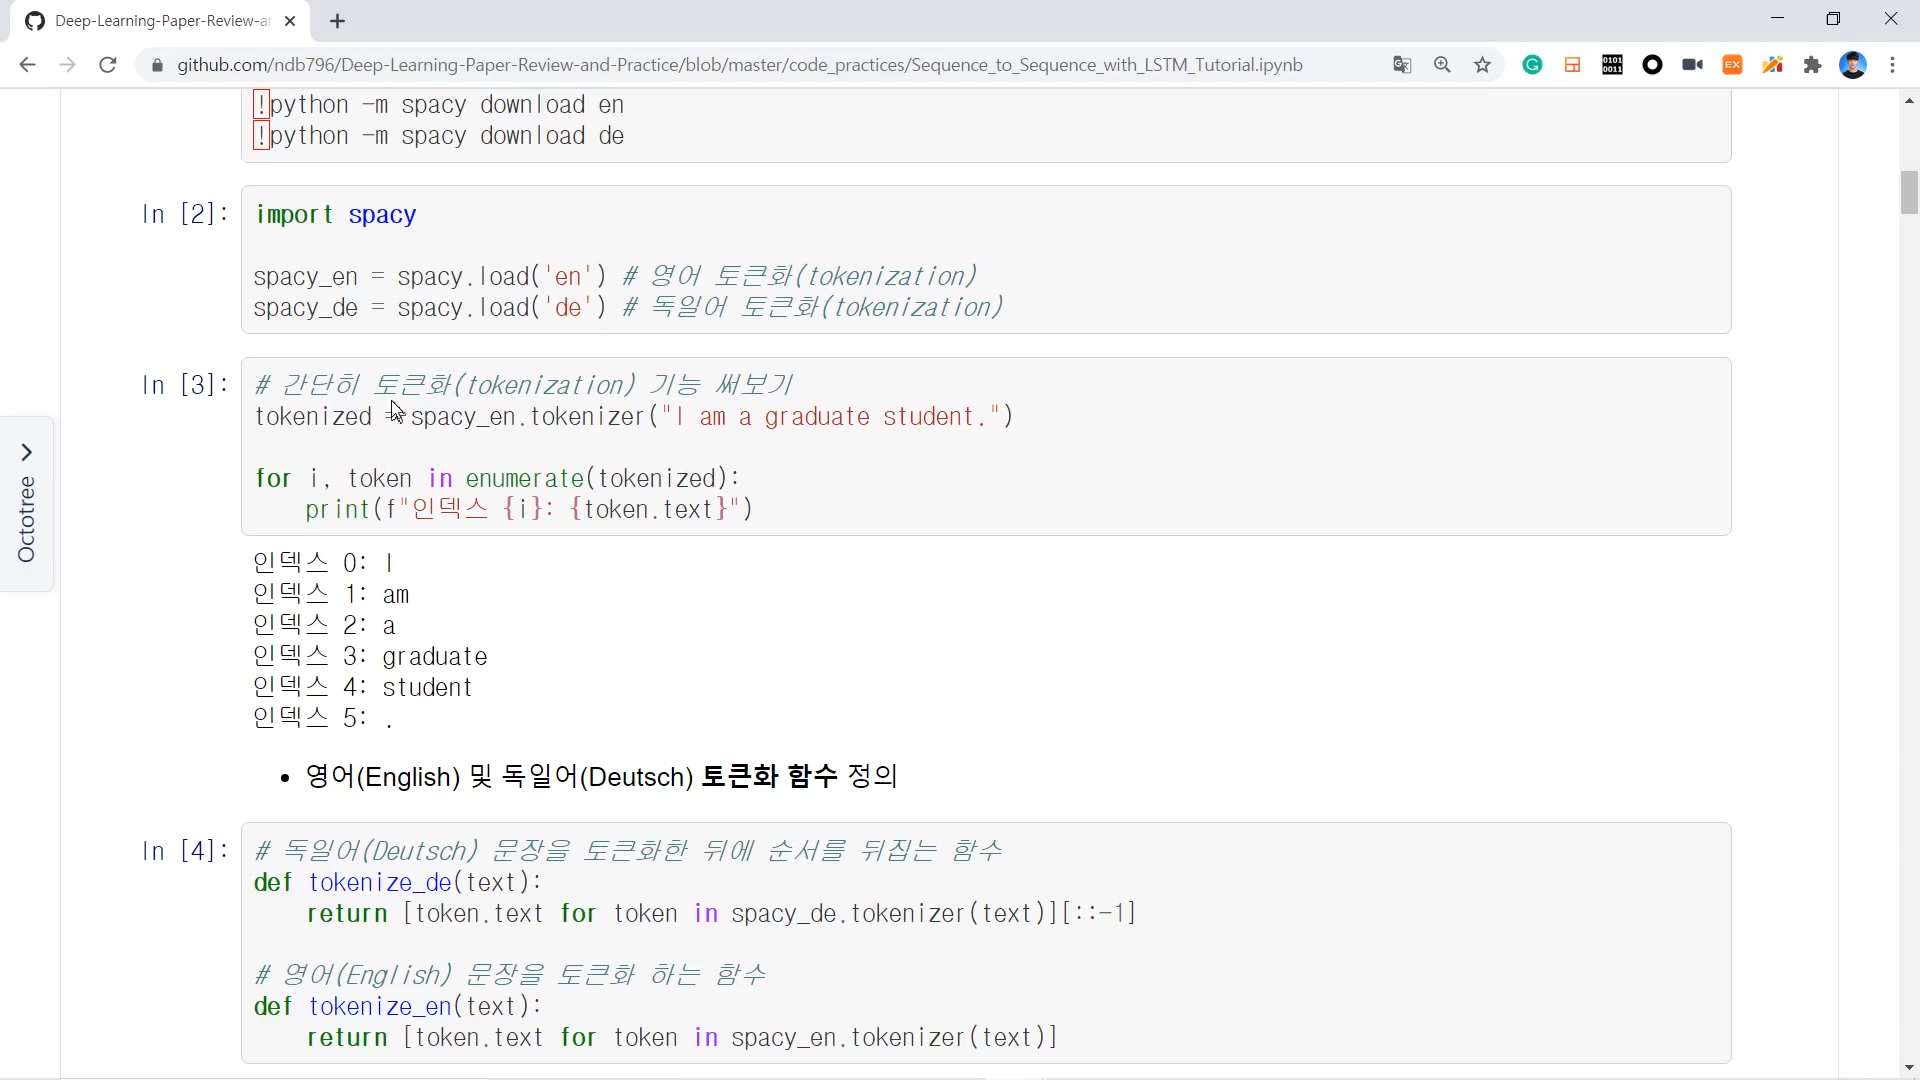 Deep-Learning-Paper-Review-ar
github.com/ndb796/Deep-Learning-Paper-Review-and-Practice/blob/master/code_practices/Sequence_to_Sequence_with_LSTM_Tutorial.ipynb
!python -m spacy download en
!python -m spacy download de
In [2]:
import spacy
spacy_en = spacy.load('en') # 영어 토큰화(tokenization)
spacy_de = spacy.load('de') # 독일어 토큰화(tokenization)
In [3]:
# 간단히 토큰화(tokenization) 기능 써보기
tokenized = spacy_en.tokenizer("I am a graduate student.")
for i, token in enumerate(tokenized):
print(f"인덱스 {i}: {token.text}")
인덱스 0: I
인덱스 1: am
인덱스 2: a
인덱스 3: graduate
인덱스 4: student
인덱스 5: .
• 영어(English) 및 독일어(Deutsch) 토큰화 함수 정의
In [4]:
# 독일어(Deutsch) 문장을 토큰화한 뒤에 순서를 뒤집는 함수
def tokenize_de(text):
return [token.text for token in spacy_de.tokenizer(text)][::-1]
# 영어(English) 문장을 토큰화 하는 함수
def tokenize_en(text):
return [token.text for token in spacy_en.tokenizer(text)]
Octotree
0101
0011
EX